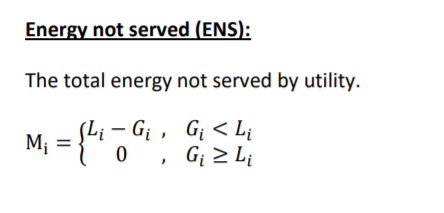 Energy not served (ENS):
The total energy not served by utility.
Mᵢ = { Lᵢ − Gᵢ , Gᵢ < Lᵢ
0 , Gᵢ ≥ Lᵢ